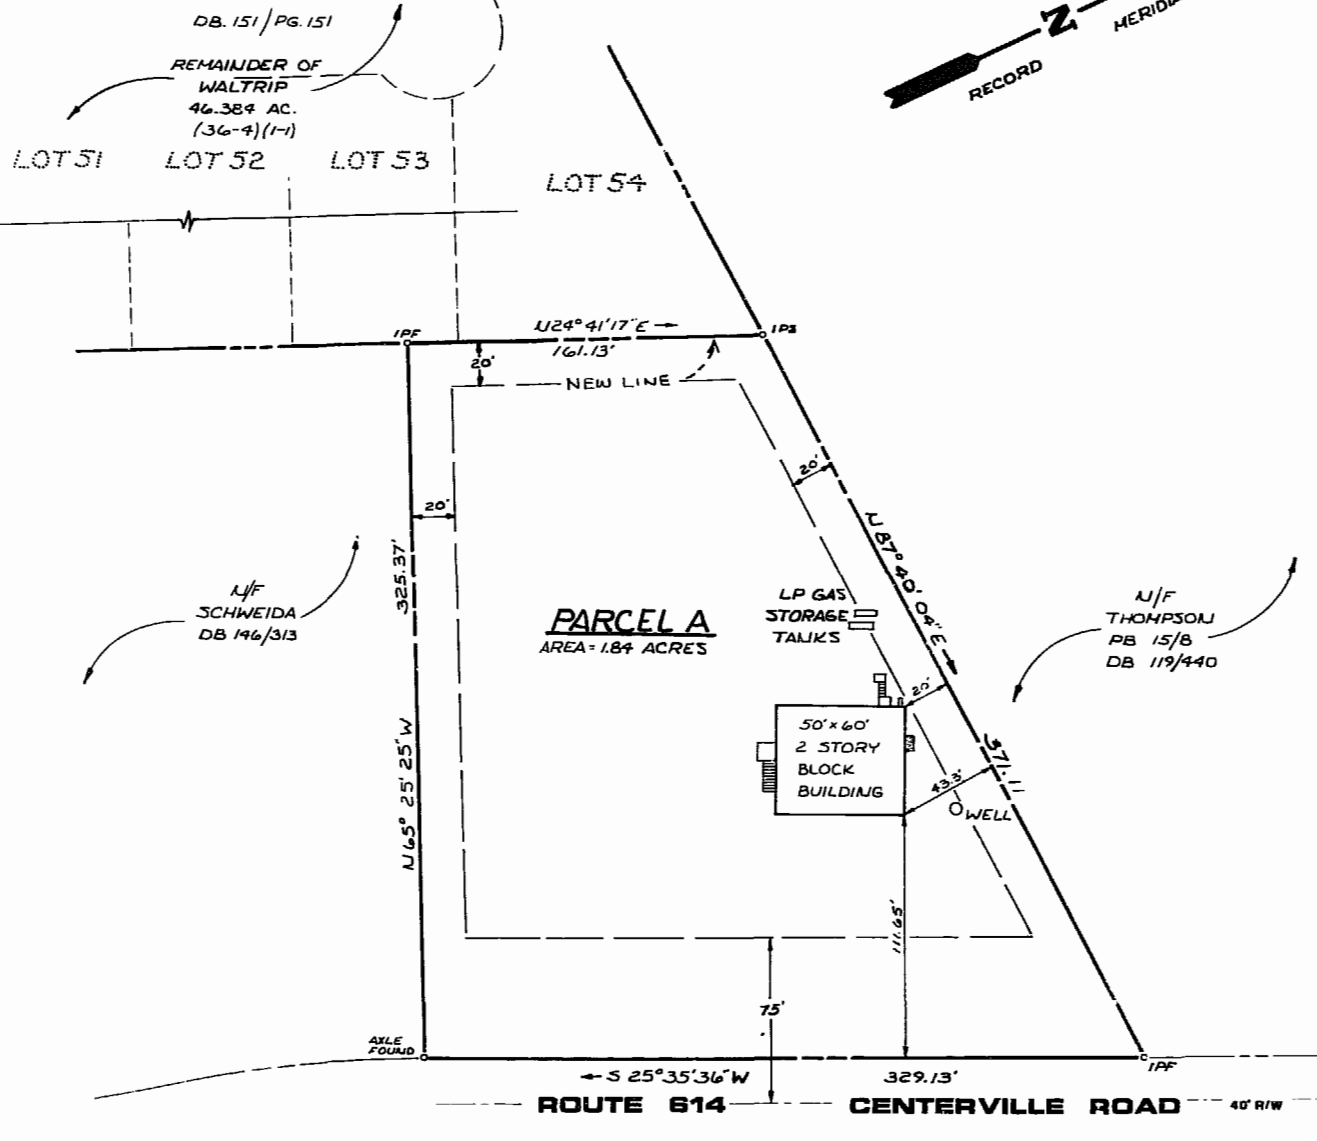 DB. 151/PG. 151
REMAINDER OF
WALTRIP
46.384 AC.
(36-4)(1-1)
N
RECORD
LOT 51
LOT 52
LOT 53
LOT 54
IPF
N24°41'17"E
161.13'
IPS
20'
NEW LINE
20'
20'
325.37'
N65° 25' 25" W
N/F
SCHWEIDA
DB 146/313
PARCEL A
AREA = 1.84 ACRES
LP GAS
STORAGE
TANKS
N 87° 40' 04" E
371.11
N/F
THOMPSON
PB 15/8
DB 119/440
20'
50' x 60'
2 STORY
BLOCK
BUILDING
43.3'
WELL
111.65'
75'
AXLE
FOUND
S 25°35'36" W
329.13'
IPF
ROUTE 614
CENTERVILLE ROAD
40' R/W